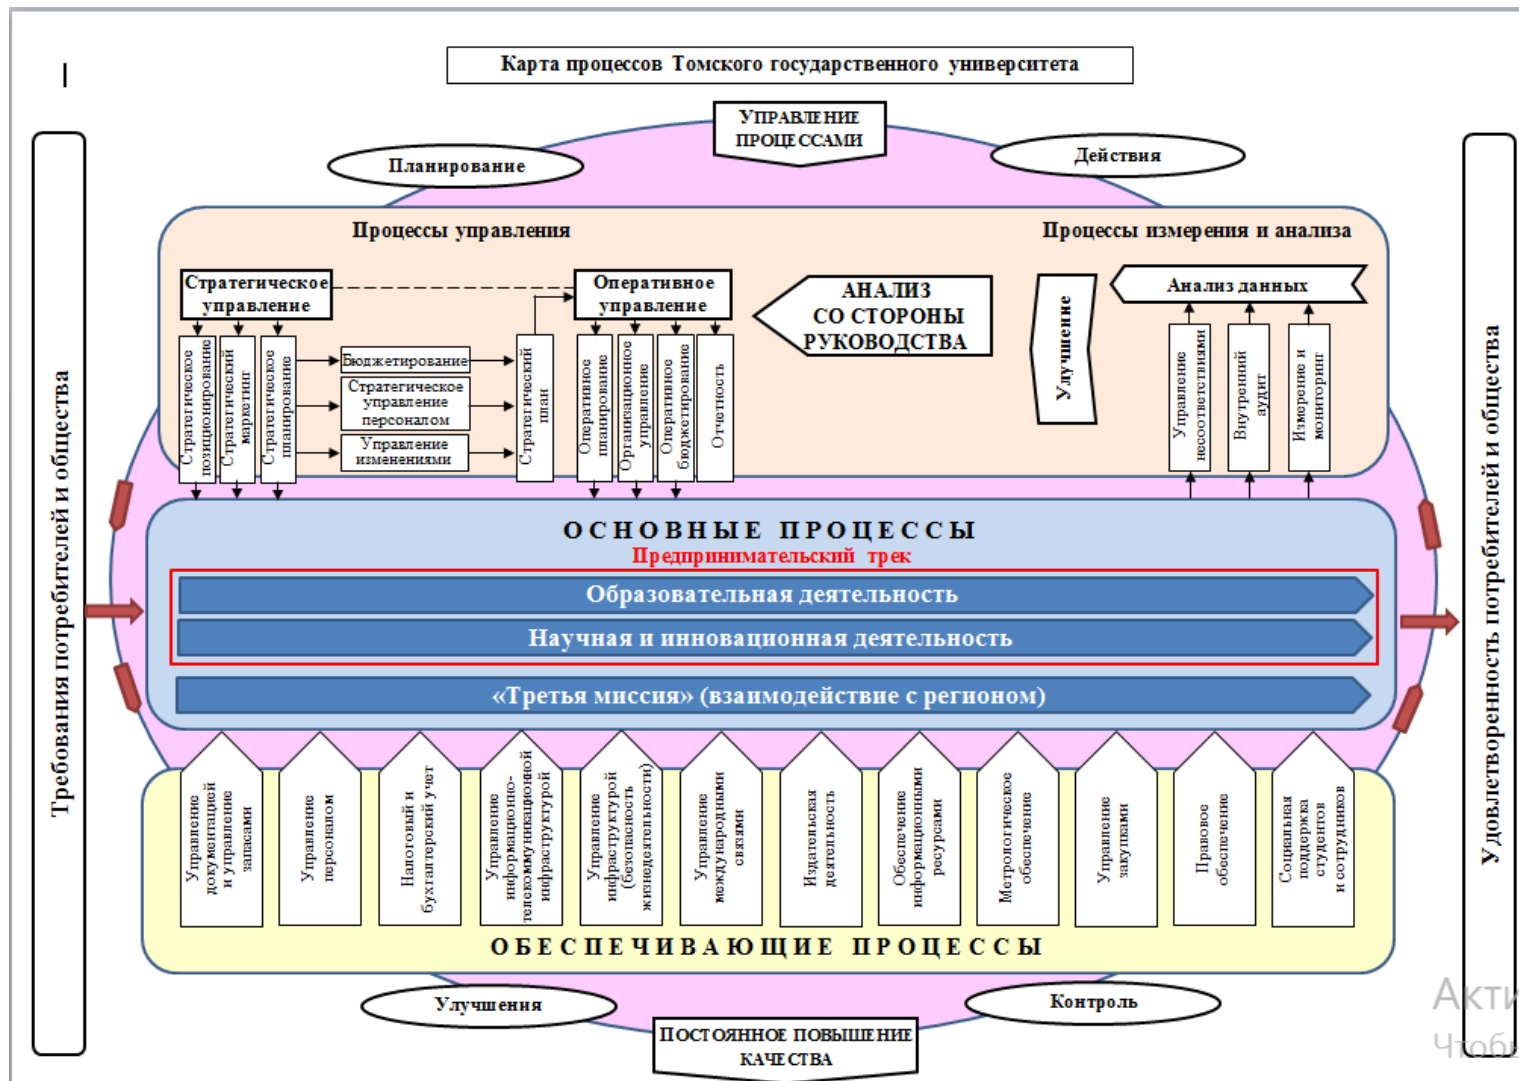 Карта процессов Томского государственного университета
УПРАВЛЕНИЕ
ПРОЦЕССАМИ
Планирование
Действия
Требования потребителей и общества
Процессы управления
Процессы измерения и анализа
Стратегическое
управление
Оперативное
управление
АНАЛИЗ
СО СТОРОНЫ
РУКОВОДСТВА
Улучшение
Анализ данных
Стратегическое
позиционирование
Стратегический
маркетинг
Стратегическое
планирование
Бюджетирование
Стратегическое
управление
персоналом
Управление
изменениями
Стратегический
план
Оперативное
планирование
Организационное
управление
Оперативное
бюджетирование
Отчетность
Управление
несоответствиями
Внутренний
аудит
Измерение и
мониторинг
ОСНОВНЫЕ ПРОЦЕССЫ
Предпринимательский трек
Образовательная деятельность
Научная и инновационная деятельность
«Третья миссия» (взаимодействие с регионом)
Управление
документацией
и управление
запасами
Управление
персоналом
Налоговый и
бухгалтерский учет
Управление
информационно-
телекоммуникационной
инфраструктурой
Управление
инфраструктурой
(безопасность
жизнедеятельности)
Управление
международными
связями
Издательская
деятельность
Обеспечение
информационными
ресурсами
Метрологическое
обеспечение
Управление
закупками
Правовое
обеспечение
Социальная
поддержка
студентов
и сотрудников
ОБЕСПЕЧИВАЮЩИЕ ПРОЦЕССЫ
Улучшения
Контроль
ПОСТОЯННОЕ ПОВЫШЕНИЕ
КАЧЕСТВА
Удовлетворенность потребителей и общества